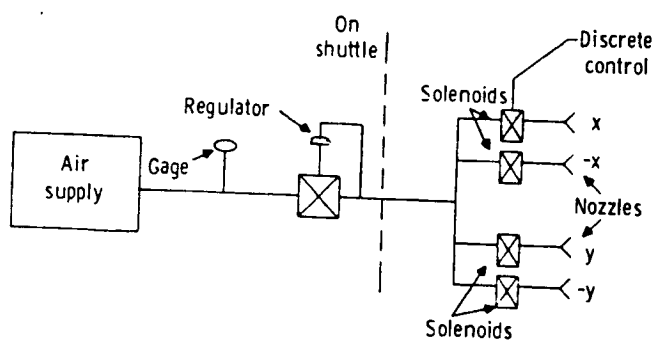 On
shuttle
Discrete
control
Solenoids
Regulator
x
Air
supply
Gage
-x
Nozzles
y
-y
Solenoids